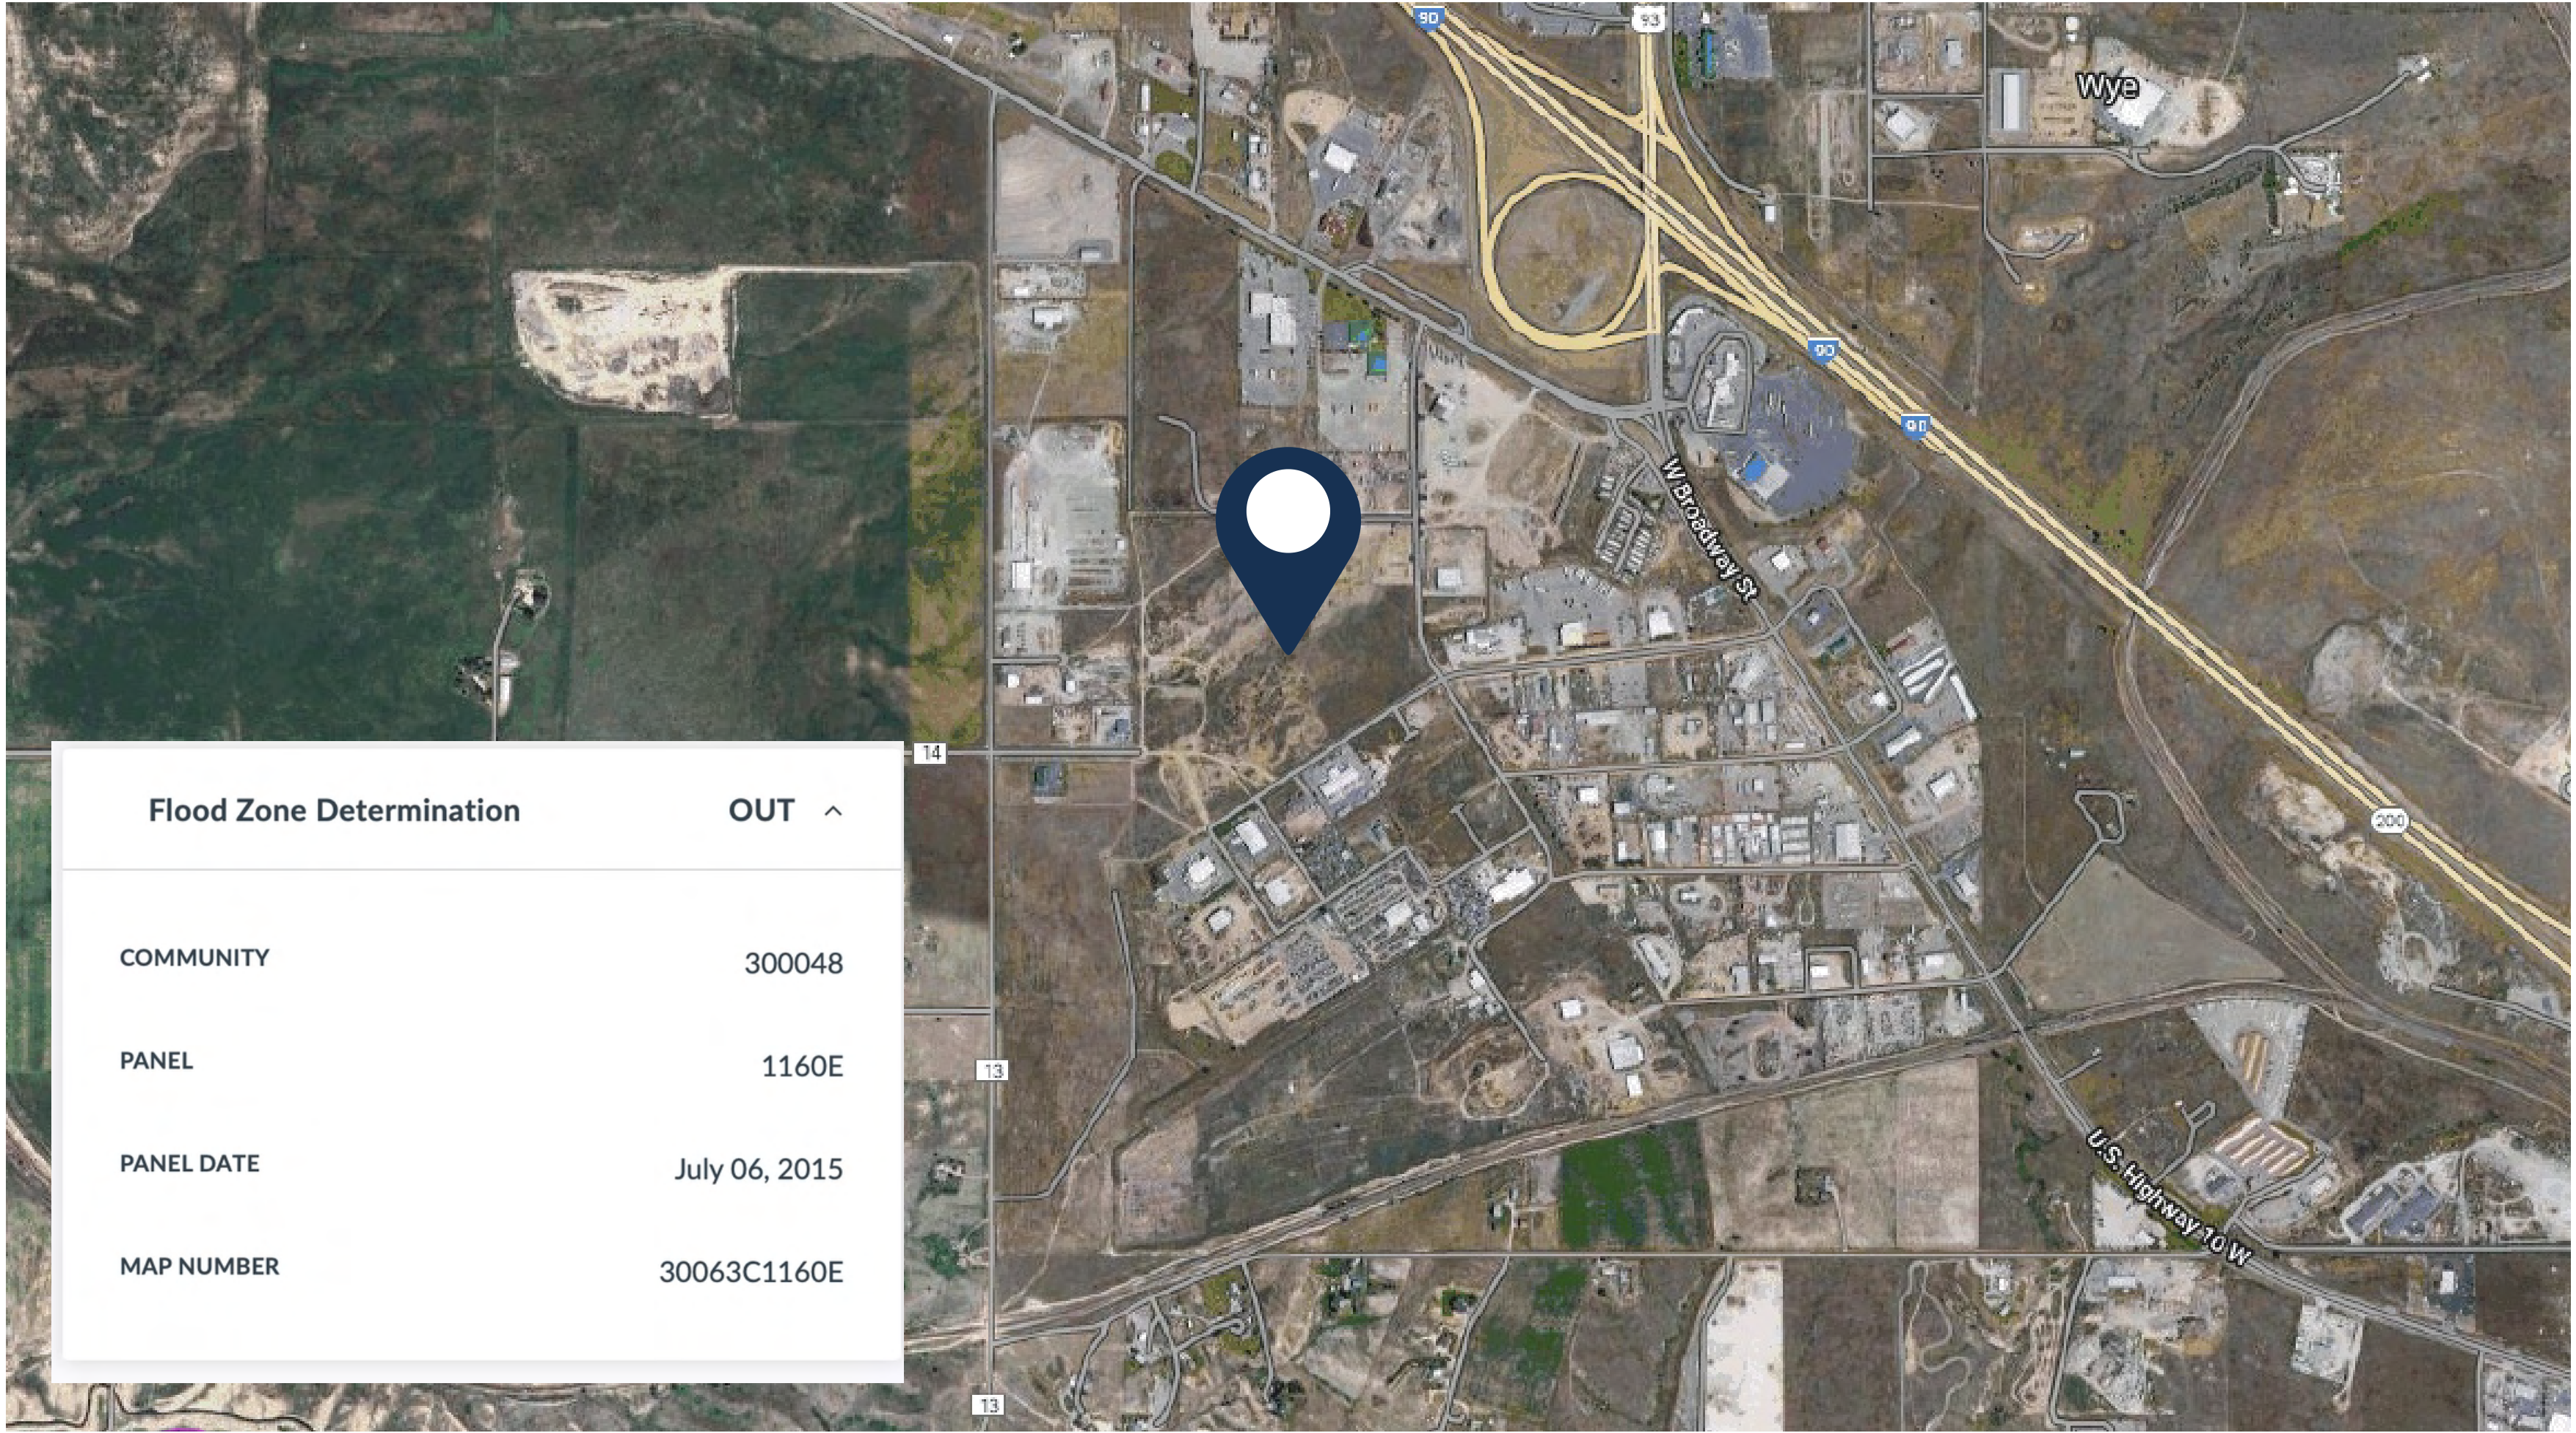 90
93
Wye
90
90
W Broadway St
14
Flood Zone Determination OUT
COMMUNITY 300048
PANEL 1160E
PANEL DATE July 06, 2015
MAP NUMBER 30063C1160E
200
13
U.S. Highway 10 W
13